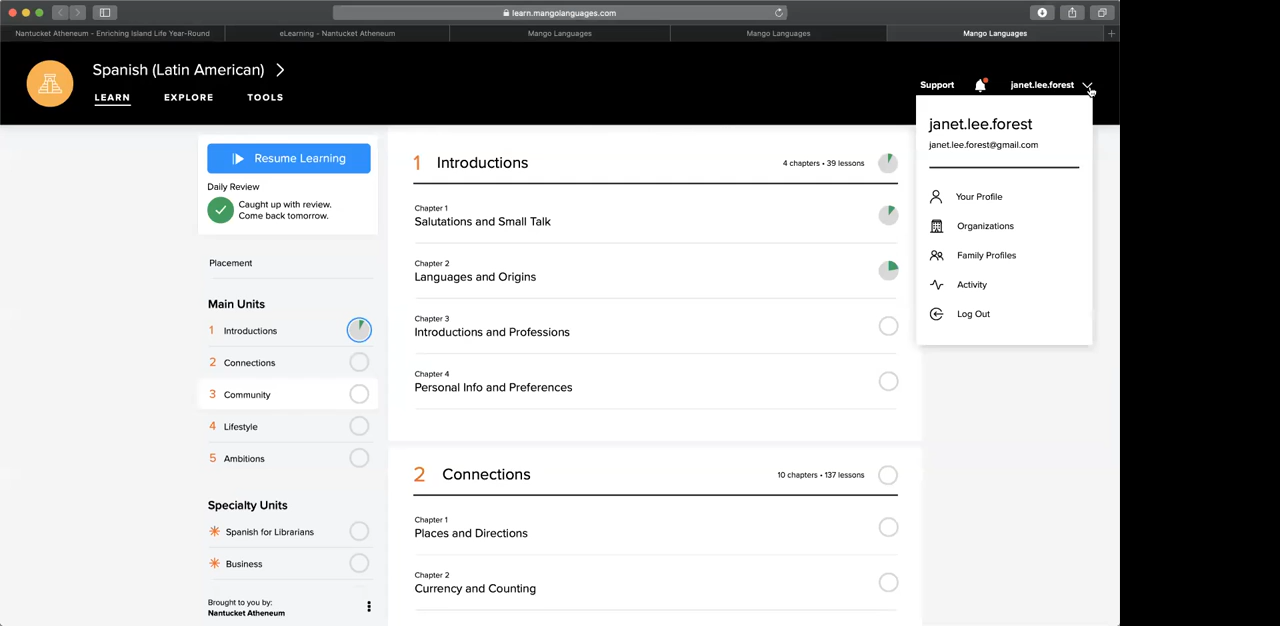 learn.mangolanguages.com
Nantucket Atheneum - Enriching Island Life Year-Round
eLearning - Nantucket Atheneum
Mango Languages
Mango Languages
Mango Languages
Spanish (Latin American)
LEARN EXPLORE TOOLS
Support
janet.lee.forest
janet.lee.forest
janet.lee.forest@gmail.com
Your Profile
Organizations
Family Profiles
Activity
Log Out
Resume Learning
Daily Review
Caught up with review.
Come back tomorrow.
Placement
Main Units
1 Introductions
2 Connections
3 Community
4 Lifestyle
5 Ambitions
Specialty Units
Spanish for Librarians
Business
Brought to you by:
Nantucket Atheneum
1 Introductions
4 chapters • 39 lessons
Chapter 1
Salutations and Small Talk
Chapter 2
Languages and Origins
Chapter 3
Introductions and Professions
Chapter 4
Personal Info and Preferences
2 Connections
10 chapters • 137 lessons
Chapter 1
Places and Directions
Chapter 2
Currency and Counting